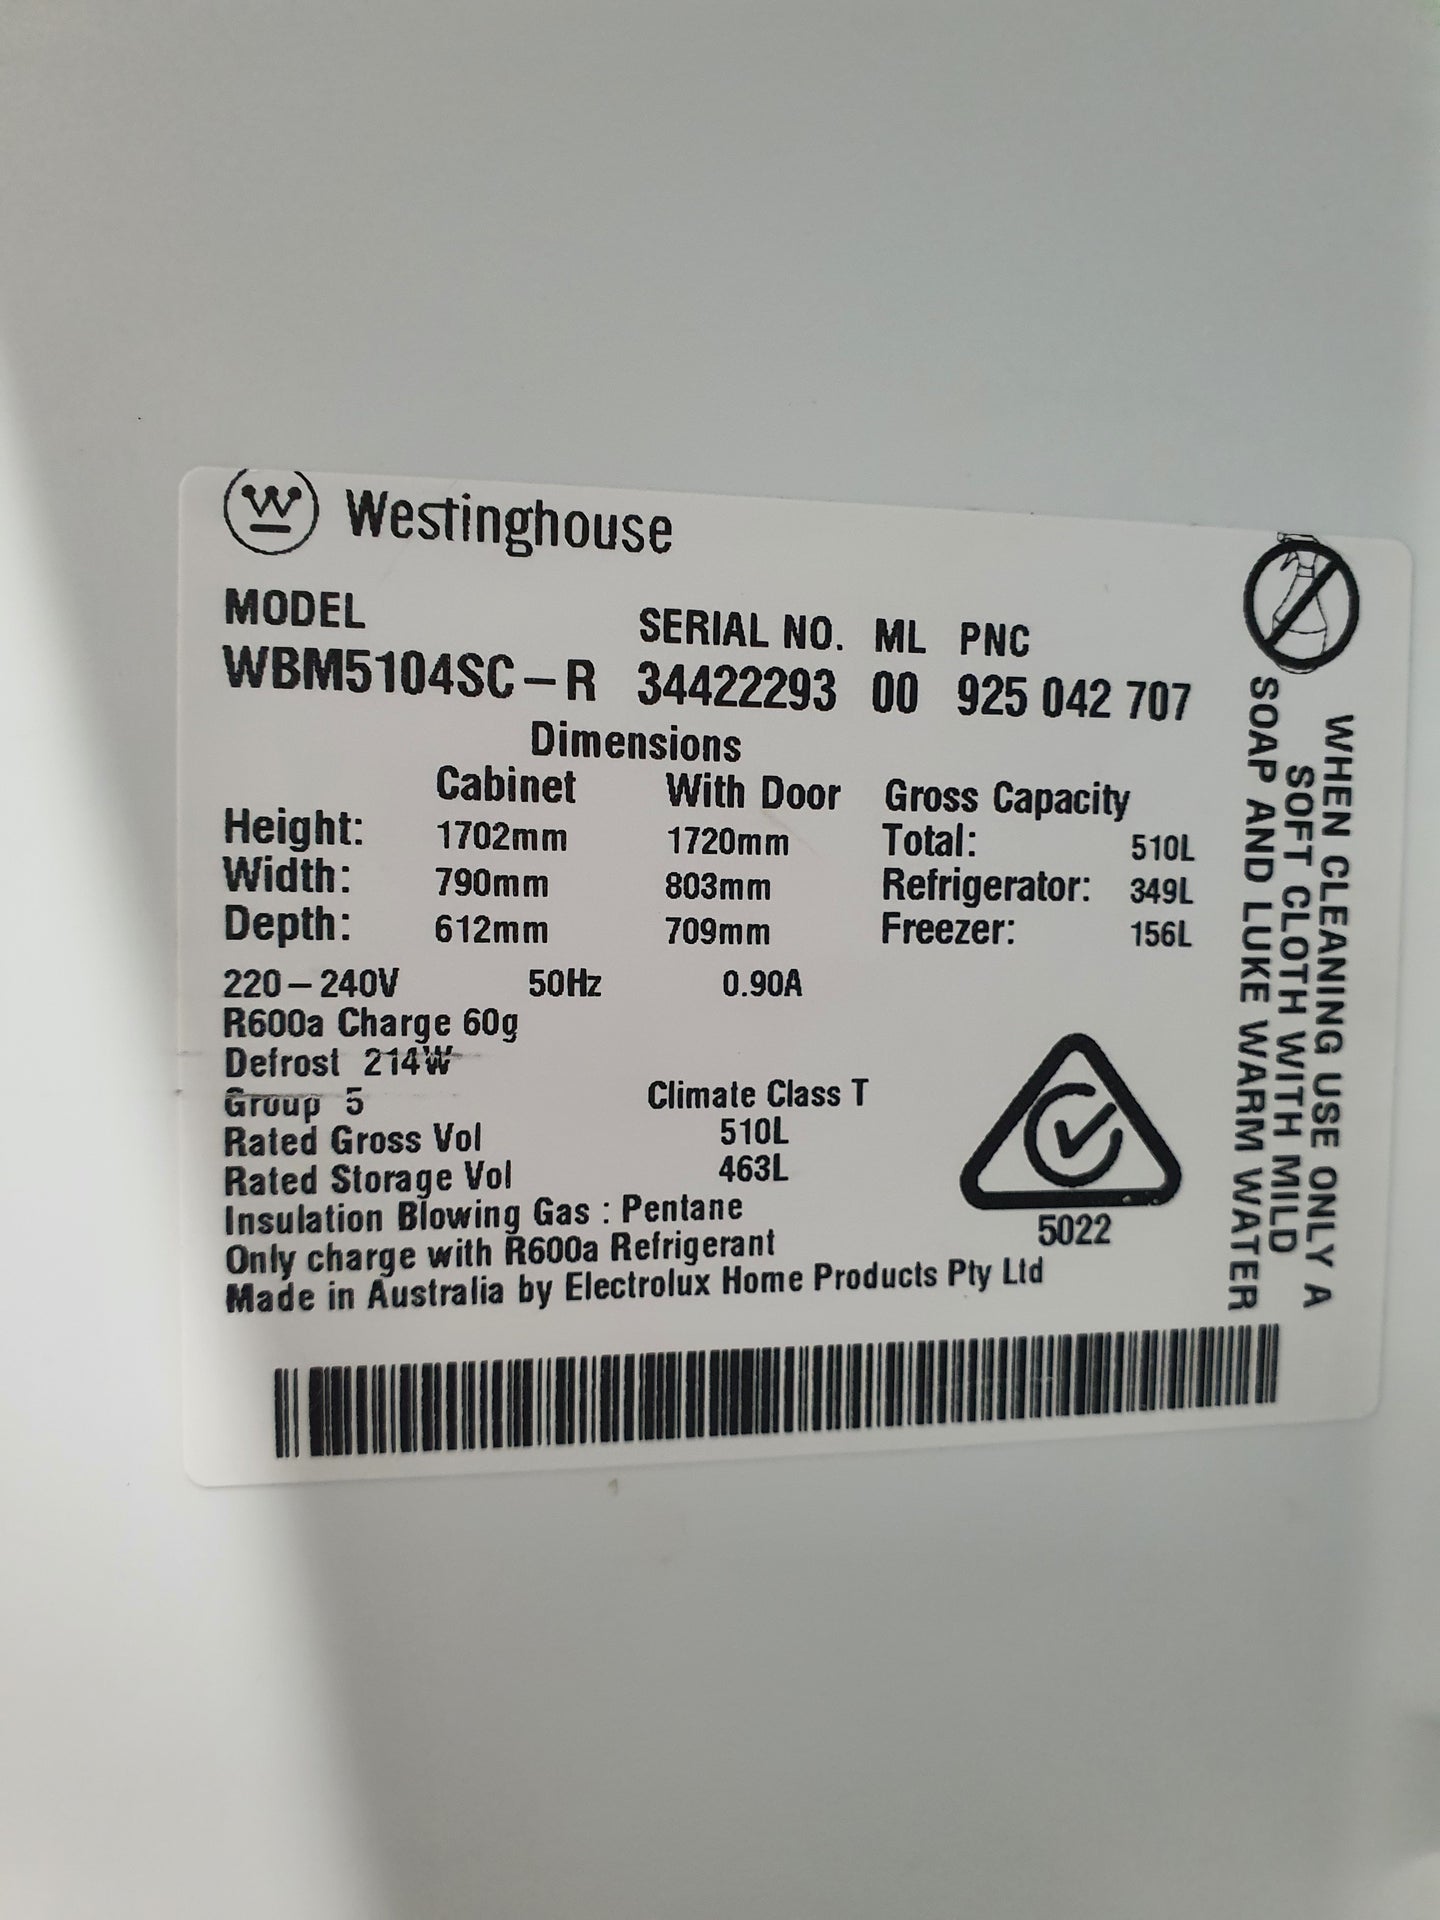 Westinghouse
MODEL SERIAL NO. ML PNC
WBM5104SC-R 34422293 00 925 042 707
Dimensions
Cabinet With Door Gross Capacity
Height: 1702mm 1720mm Total: 510L
Width: 790mm 803mm Refrigerator: 349L
Depth: 612mm 709mm Freezer: 156L
220-240V 50Hz 0.90A
R600a Charge 60g
Defrost 214W
Group 5 Climate Class T
Rated Gross Vol 510L
Rated Storage Vol 463L
Insulation Blowing Gas : Pentane
Only charge with R600a Refrigerant
Made in Australia by Electrolux Home Products Pty Ltd
5022
WHEN CLEANING USE ONLY A
SOFT CLOTH WITH MILD
SOAP AND LUKE WARM WATER